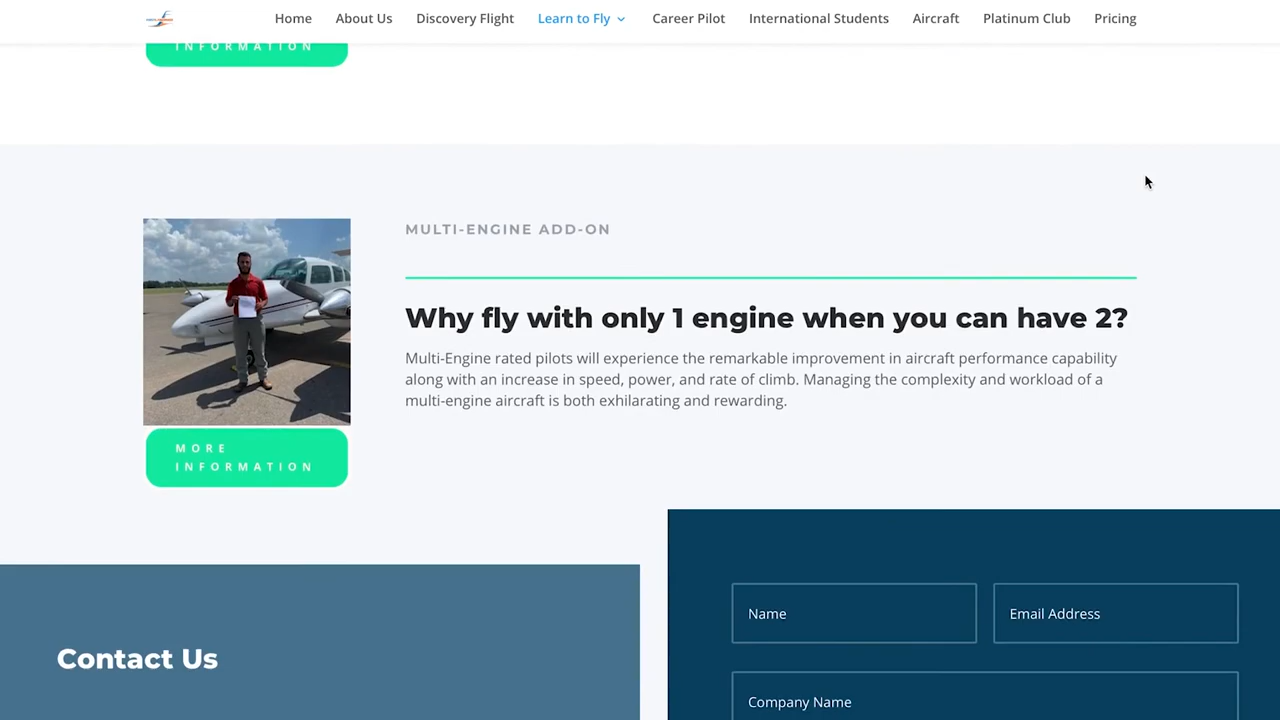 Home About Us Discovery Flight Learn to Fly Career Pilot International Students Aircraft Platinum Club Pricing
INFORMATION
MULTI-ENGINE ADD-ON
Why fly with only 1 engine when you can have 2?
Multi-Engine rated pilots will experience the remarkable improvement in aircraft performance capability
along with an increase in speed, power, and rate of climb. Managing the complexity and workload of a
multi-engine aircraft is both exhilarating and rewarding.
MORE
INFORMATION
Contact Us
Name
Email Address
Company Name